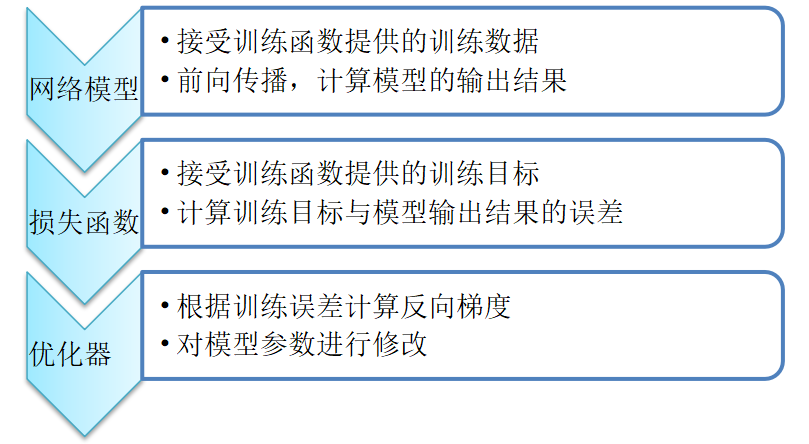 网络模型
• 接受训练函数提供的训练数据
• 前向传播，计算模型的输出结果
损失函数
• 接受训练函数提供的训练目标
• 计算训练目标与模型输出结果的误差
优化器
• 根据训练误差计算反向梯度
• 对模型参数进行修改